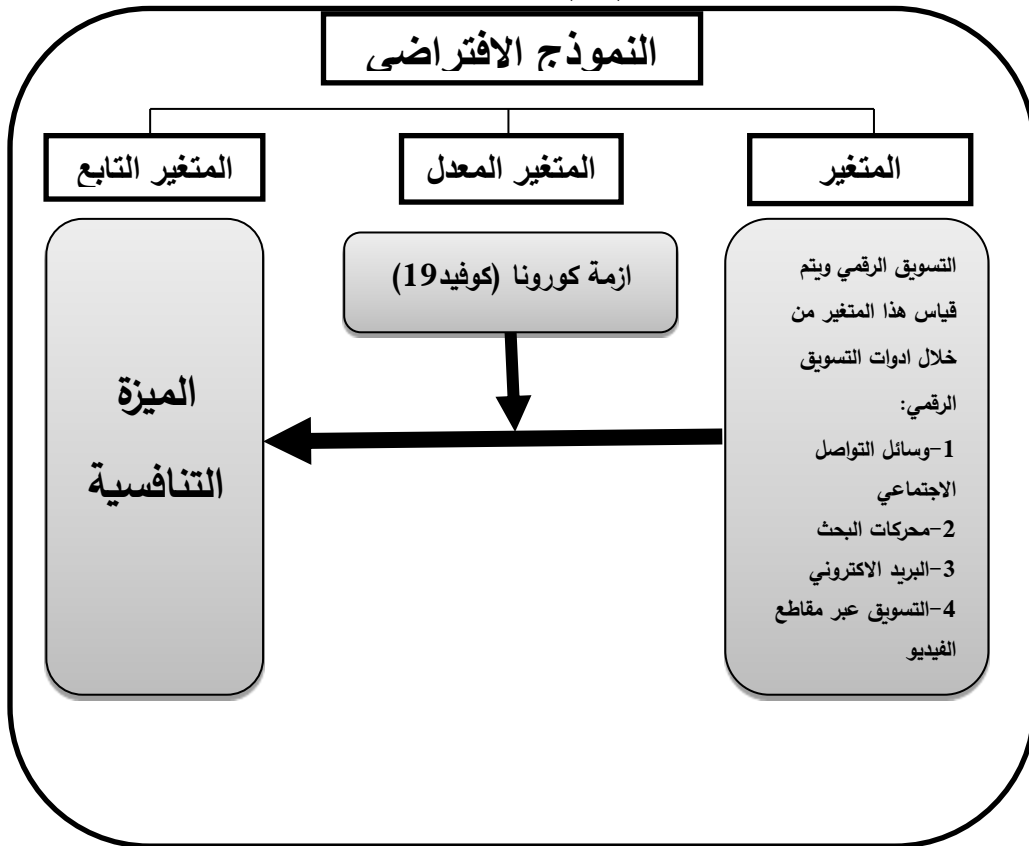 النموذج الافتراضي
المتغير
المتغير المعدل
المتغير التابع
التسويق الرقمي ويتم
قياس هذا المتغير من
خلال ادوات التسويق
الرقمي:
1-وسائل التواصل
الاجتماعي
2-محركات البحث
3-البريد الاكتروني
4-التسويق عبر مقاطع
الفيديو
ازمة كورونا (كوفيد19)
الميزة
التنافسية